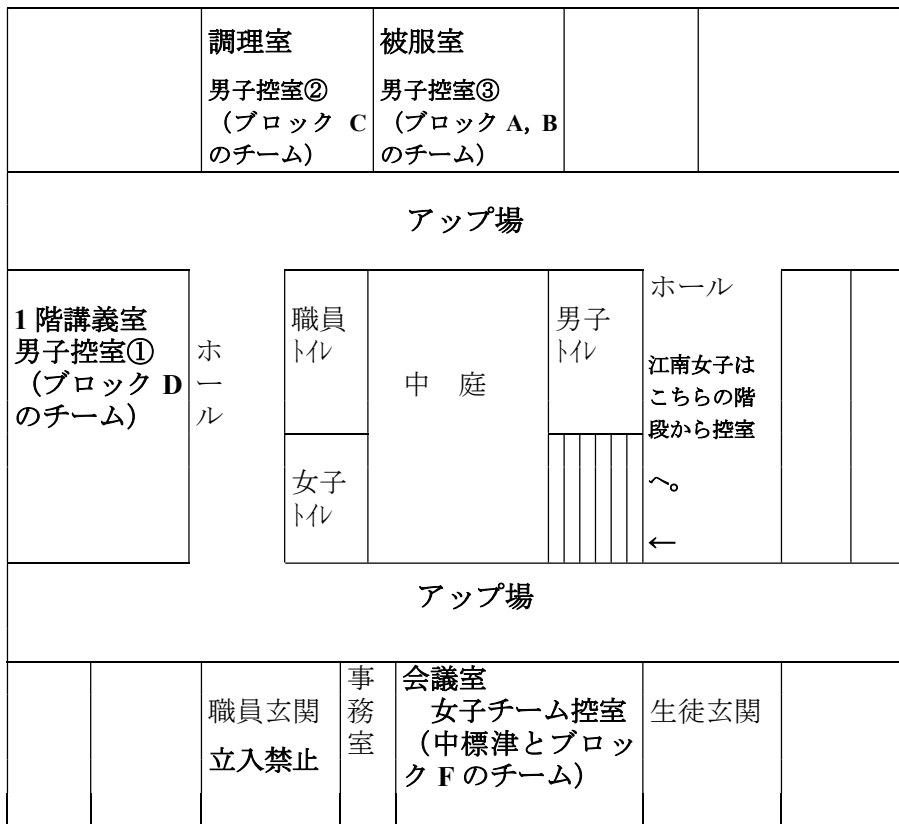 調理室
男子控室②
（ブロック C
のチーム）
被服室
男子控室③
（ブロック A, B
のチーム）
アップ場
1 階講義室
男子控室①
（ブロック D
のチーム）
ホール
職員
ﾄｲﾚ
女子
ﾄｲﾚ
中　庭
男子
ﾄｲﾚ
ホール
江南女子は
こちらの階
段から控室
へ。
←
アップ場
職員玄関
立入禁止
事務室
会議室
女子チーム控室
（中標津とブロッ
ク F のチーム）
生徒玄関